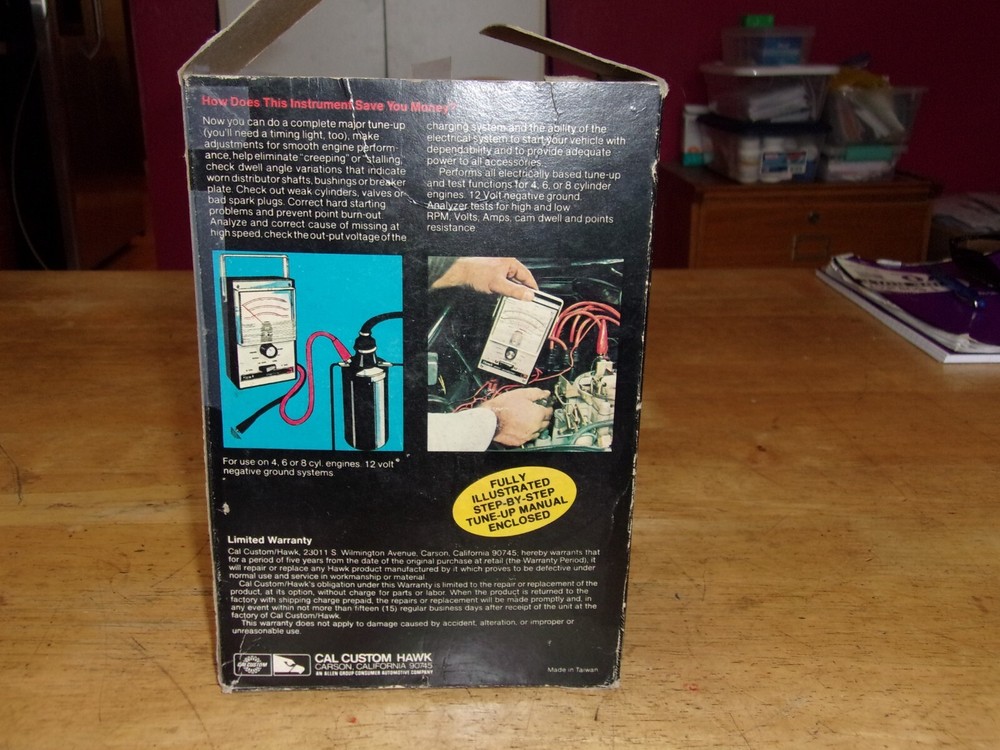 How Does This Instrument Save You Money?
Now you can do a complete major tune-up
(you'll need a timing light, too), make
adjustments for smooth engine perform-
ance, help eliminate "creeping" or "stalling,
check dwell angle variations that indicate
worn distributor shafts, bushings or breaker
plate. Check out weak cylinders, valves or
bad spark plugs. Correct hard starting
problems and prevent point burn-out.
Analyze and correct cause of missing at
high speed, check the out-put voltage of the
charging system and the ability of the
electrical system to start your vehicle with
dependability and to provide adequate
power to all accessories.
Performs all electrically based tune-up
and test functions for 4, 6, or 8 cylinder
engines. 12 Volt negative ground.
Analyzer tests for high and low
RPM, Volts, Amps, cam dwell and points
resistance
For use on 4, 6 or 8 cyl. engines. 12 volt
negative ground systems
FULLY
ILLUSTRATED
STEP-BY-STEP
TUNE-UP MANUAL
ENCLOSED
Limited Warranty
Cal Custom/Hawk, 23011 S. Wilmington Avenue, Carson, California 90745, hereby warrants that
for a period of five years from the date of the original purchase at retail (the Warranty Period), it
will repair or replace any Hawk product manufactured by it which proves to be defective under
normal use and service in workmanship or material
Cal Custom/Hawk's obligation under this Warranty is limited to the repair or replacement of the
product, at its option, without charge for parts or labor. When the product is returned to the
factory with shipping charge prepaid, the repairs or replacement will be made promptly and, in
any event within not more than fifteen (15) regular business days after receipt of the unit at the
factory of Cal Custom/Hawk.
This warranty does not apply to damage caused by accident, alteration, or improper or
unreasonable use.
CAL CUSTOM
CAL CUSTOM HAWK
CARSON, CALIFORNIA 90745
AN ALLEN GROUP CONSUMER AUTOMOTIVE COMPANY
Made in Taiwan